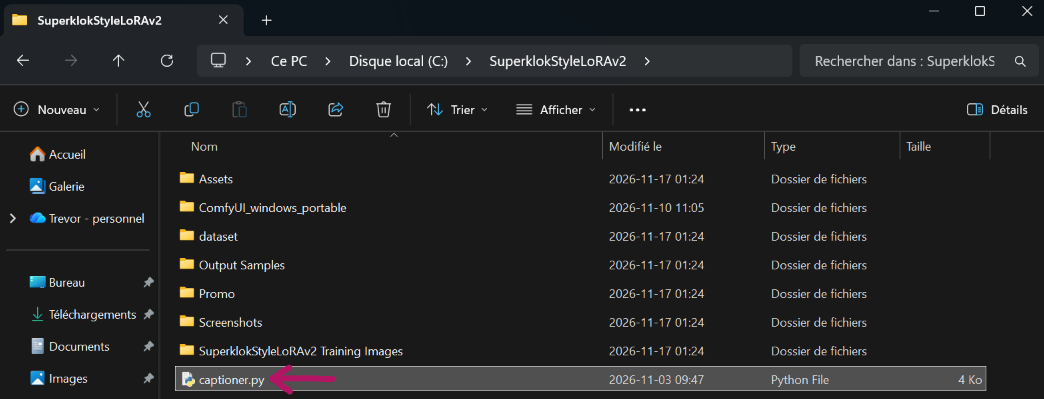 SuperklokStyleLoRAv2
Ce PC > Disque local (C:) > SuperklokStyleLoRAv2 >
Rechercher dans : SuperklokS
Nouveau
Trier
Afficher
Détails
Accueil
Galerie
Trevor - personnel
Bureau
Téléchargements
Documents
Images
Nom Modifié le Type Taille
Assets 2026-11-17 01:24 Dossier de fichiers
ComfyUI_windows_portable 2026-11-10 11:05 Dossier de fichiers
dataset 2026-11-17 01:24 Dossier de fichiers
Output Samples 2026-11-17 01:24 Dossier de fichiers
Promo 2026-11-17 01:24 Dossier de fichiers
Screenshots 2026-11-17 01:24 Dossier de fichiers
SuperklokStyleLoRAv2 Training Images 2026-11-17 01:24 Dossier de fichiers
captioner.py 2026-11-03 09:47 Python File 4 Ko